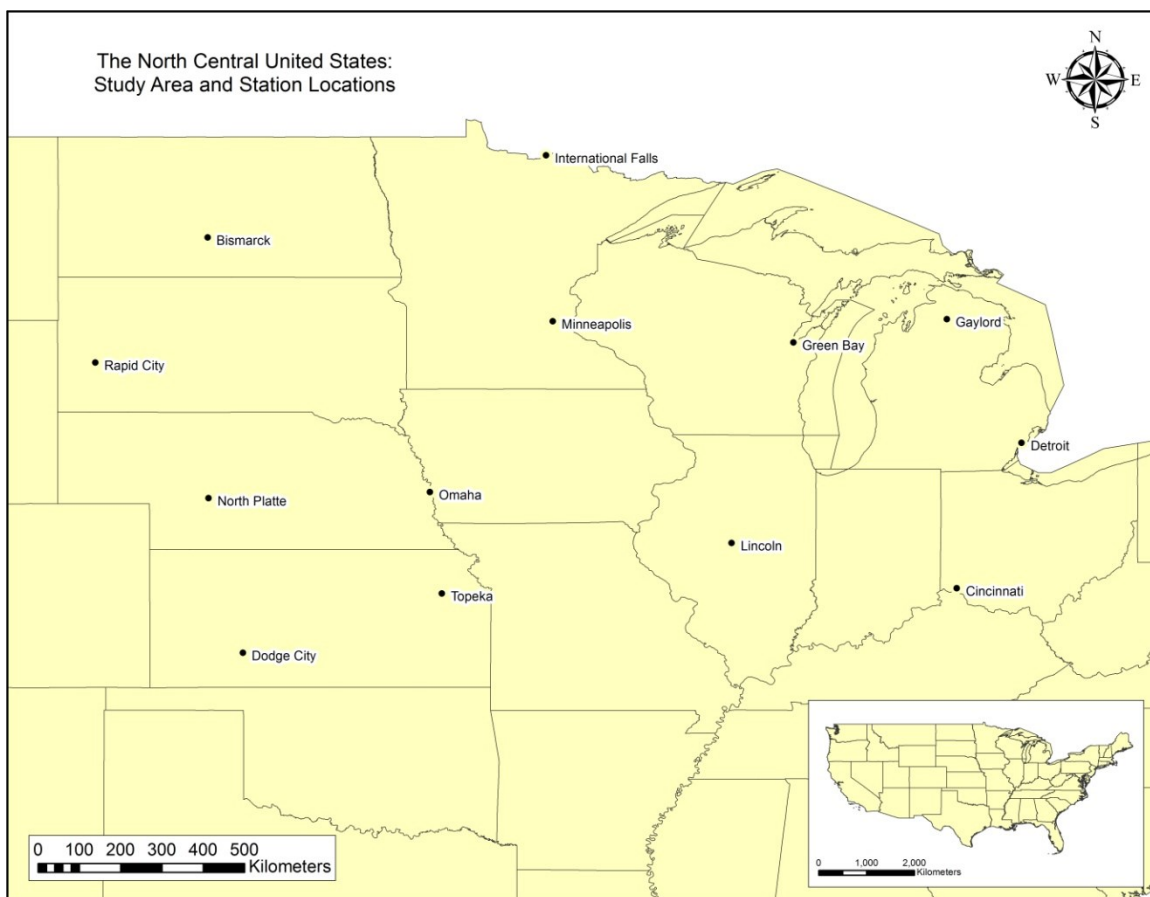 The North Central United States:
Study Area and Station Locations
N
W E
S
International Falls
Bismarck
Minneapolis
Gaylord
Green Bay
Rapid City
Detroit
Omaha
North Platte
Lincoln
Topeka
Cincinnati
Dodge City
0 100 200 300 400 500
Kilometers
0 1,000 2,000
Kilometers